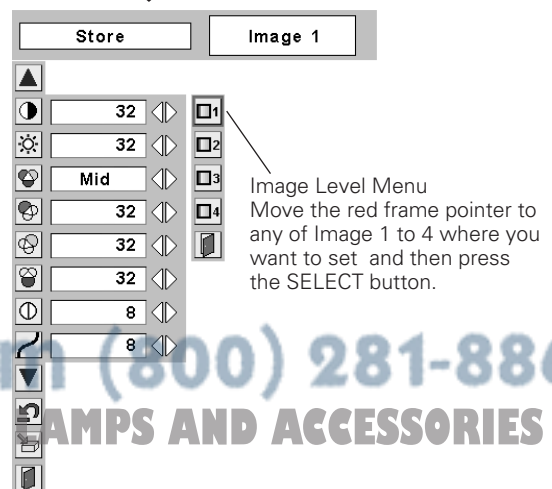 Store Image 1
32 1
32 2
Mid 3
32 4
32
32
8
8
Image Level Menu
Move the red frame pointer to
any of Image 1 to 4 where you
want to set and then press
the SELECT button.
(800) 281-886
AMPS AND ACCESSORIES